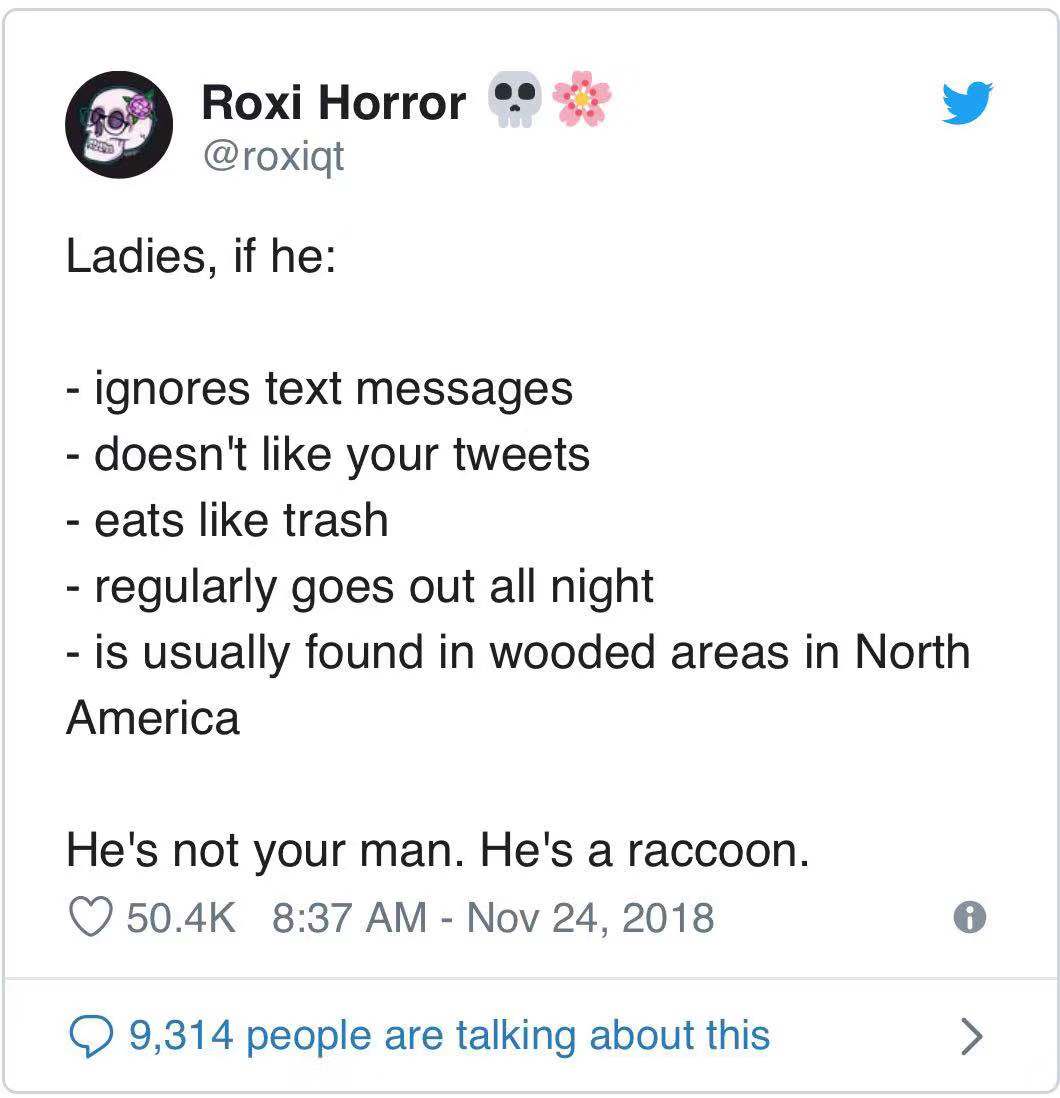 Roxi Horror 💀🌸
@roxiqt
Ladies, if he:
- ignores text messages
- doesn't like your tweets
- eats like trash
- regularly goes out all night
- is usually found in wooded areas in North
America
He's not your man. He's a raccoon.
50.4K 8:37 AM - Nov 24, 2018
9,314 people are talking about this